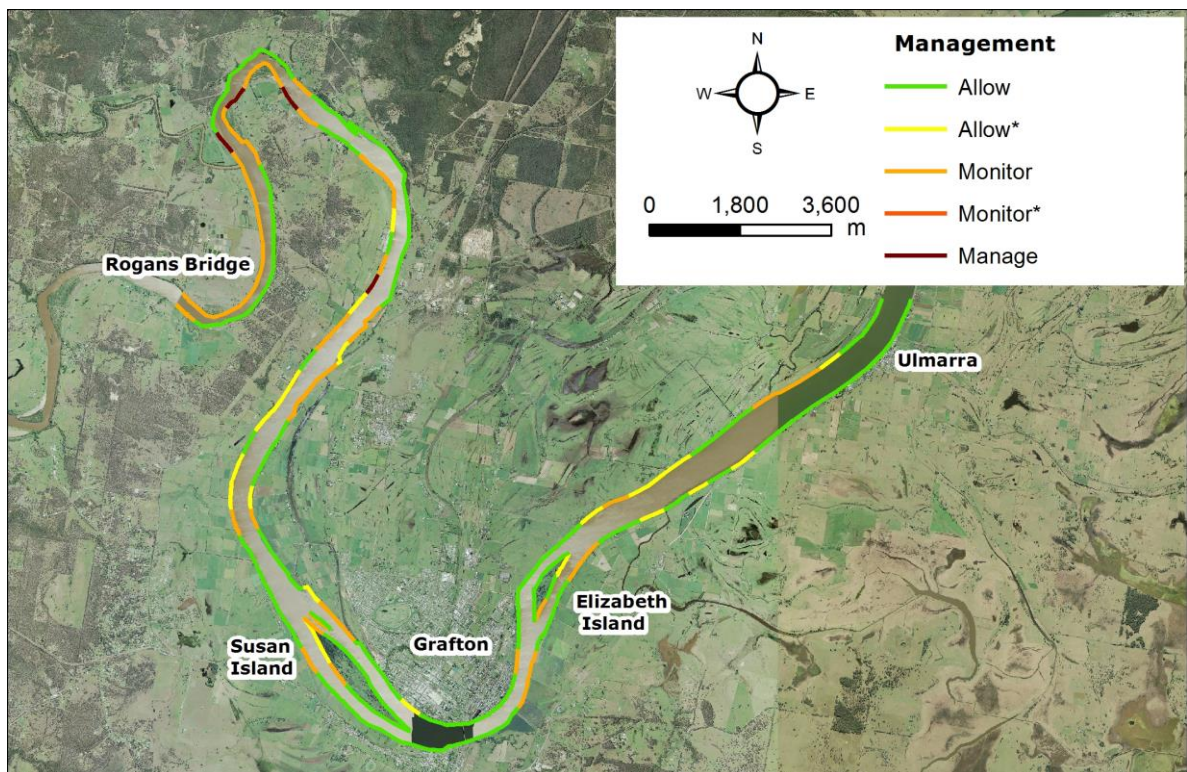 Management
N
W
E
S
Allow
Allow*
Monitor
Monitor*
Manage
0 1,800 3,600
m
Rogans Bridge
Ulmarra
Elizabeth
Island
Grafton
Susan
Island